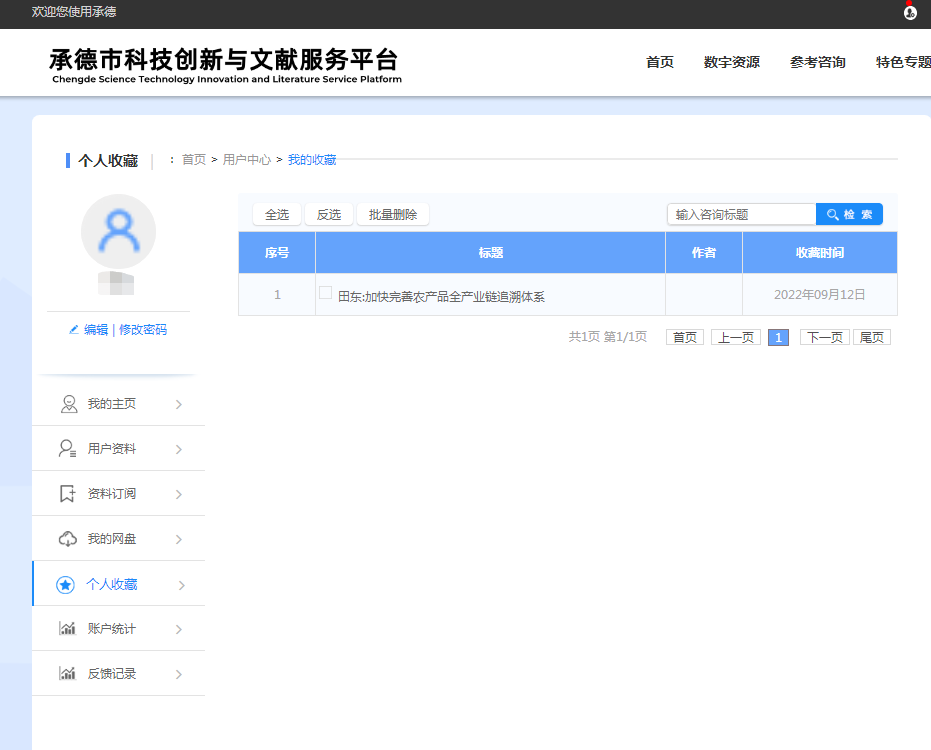 欢迎您使用承德
承德市科技创新与文献服务平台
Chengde Science Technology Innovation and Literature Service Platform
首页 数字资源 参考咨询 特色专题
个人收藏 | : 首页 > 用户中心 > 我的收藏
编辑 | 修改密码
我的主页
用户资料
资料订阅
我的网盘
个人收藏
账户统计
反馈记录
全选 反选 批量删除 输入咨询标题 检 索
序号 标题 作者 收藏时间
1 田东:加快完善农产品全产业链追溯体系 2022年09月12日
共1页 第1/1页 首页 上一页 1 下一页 尾页